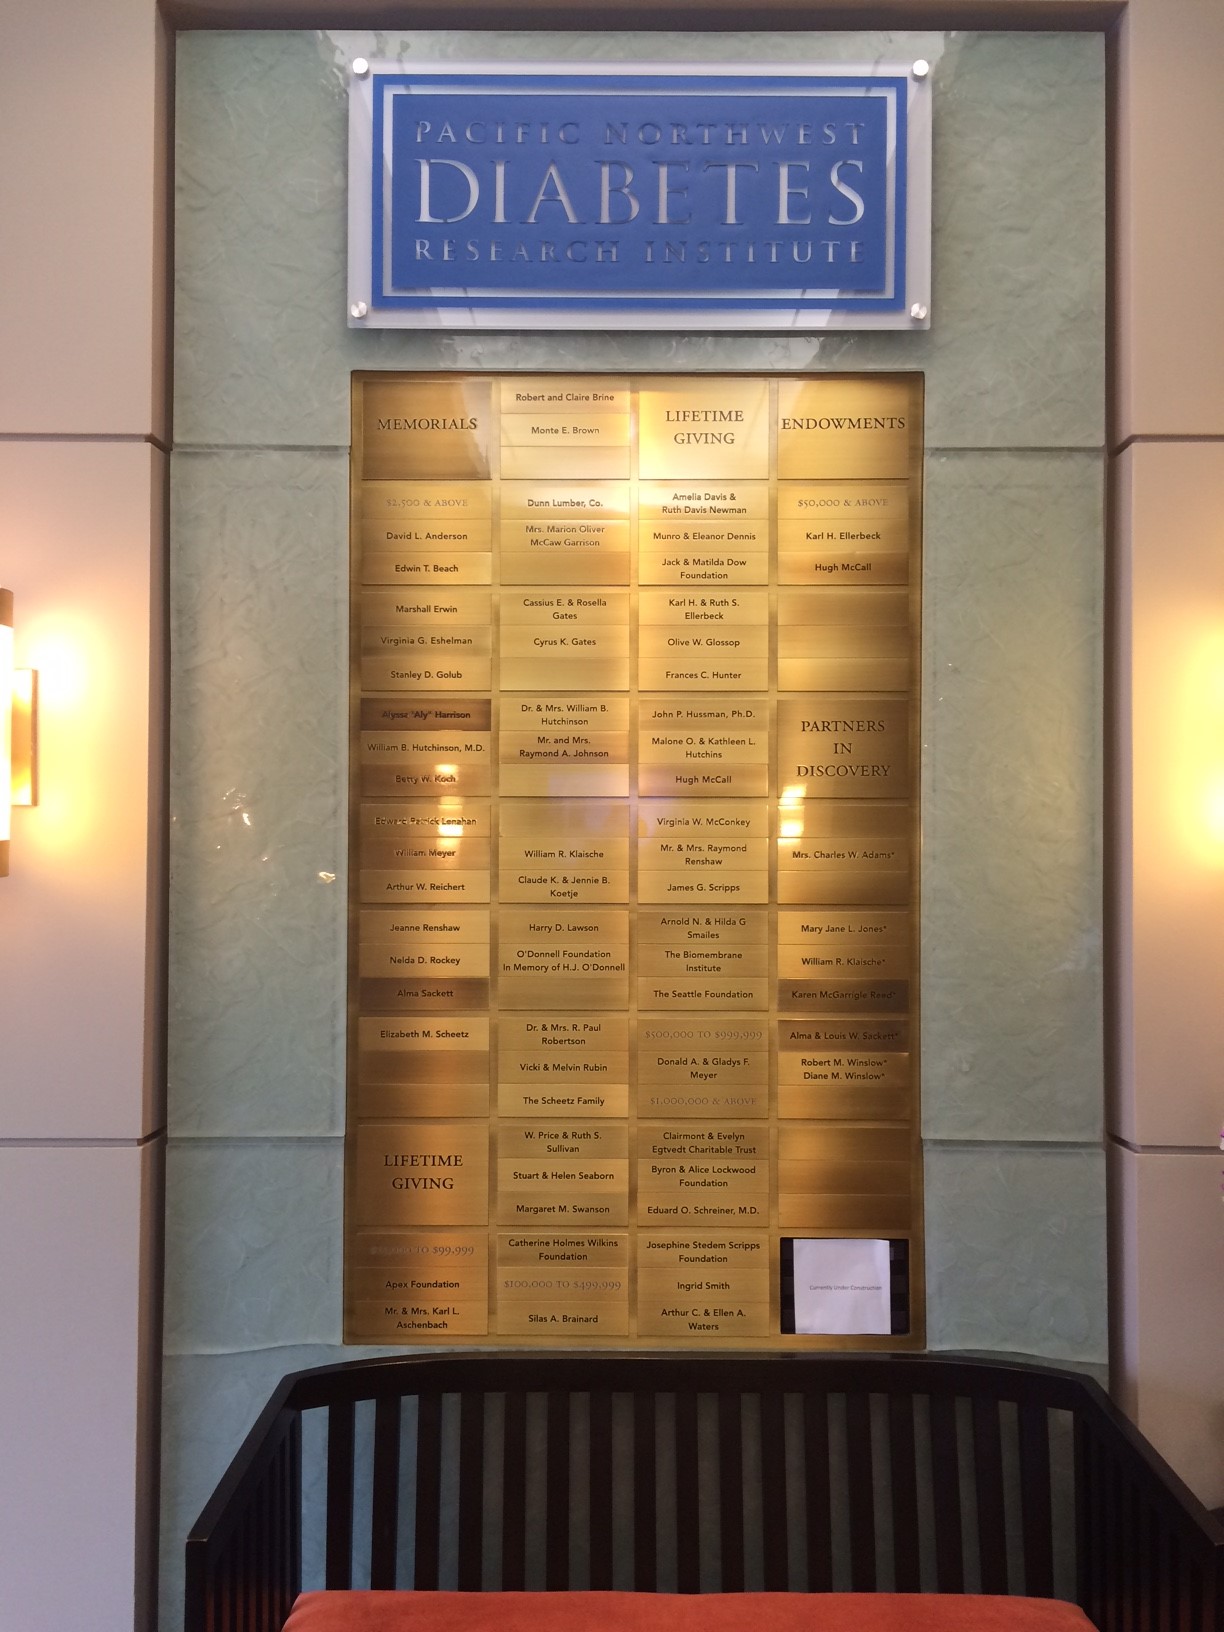 PACIFIC NORTHWEST
DIABETES
RESEARCH INSTITUTE
MEMORIALS
$2,500 & ABOVE
David L. Anderson
Edwin T. Beach
Marshall Erwin
Virginia G. Eshelman
Stanley D. Golub
Alyssa "Aly" Harrison
William B. Hutchinson, M.D.
Betty W. Koch
Edward Patrick Lenahan
William Meyer
Arthur W. Reichert
Jeanne Renshaw
Nelda D. Rockey
Alma Sackett
Elizabeth M. Scheetz
LIFETIME
GIVING
TO $99,999
Apex Foundation
Mr. & Mrs. Karl L.
Aschenbach
Robert and Claire Brine
Monte E. Brown
Dunn Lumber, Co.
Mrs. Marion Oliver
McCaw Garrison
Cassius E. & Rosella
Gates
Cyrus K. Gates
Dr. & Mrs. William B.
Hutchinson
Mr. and Mrs.
Raymond A. Johnson
William R. Klaische
Claude K. & Jennie B.
Koetje
Harry D. Lawson
O'Donnell Foundation
In Memory of H.J. O'Donnell
Dr. & Mrs. R. Paul
Robertson
Vicki & Melvin Rubin
The Scheetz Family
W. Price & Ruth S.
Sullivan
Stuart & Helen Seaborn
Margaret M. Swanson
Catherine Holmes Wilkins
Foundation
$100,000 TO $499,999
Silas A. Brainard
LIFETIME
GIVING
Amelia Davis &
Ruth Davis Newman
Munro & Eleanor Dennis
Jack & Matilda Dow
Foundation
Karl H. & Ruth S.
Ellerbeck
Olive W. Glossop
Frances C. Hunter
John P. Hussman, Ph.D.
Malone O. & Kathleen L.
Hutchins
Hugh McCall
Virginia W. McConkey
Mr. & Mrs. Raymond
Renshaw
James G. Scripps
Arnold N. & Hilda G
Smailes
The Biomembrane
Institute
The Seattle Foundation
$500,000 TO $999,999
Donald A. & Gladys F.
Meyer
$1,000,000 & ABOVE
Clairmont & Evelyn
Egtvedt Charitable Trust
Byron & Alice Lockwood
Foundation
Eduard O. Schreiner, M.D.
Josephine Stedem Scripps
Foundation
Ingrid Smith
Arthur C. & Ellen A.
Waters
ENDOWMENTS
$50,000 & ABOVE
Karl H. Ellerbeck
Hugh McCall
PARTNERS
IN
DISCOVERY
Mrs. Charles W. Adams*
Mary Jane L. Jones*
William R. Klaische*
Karen McGarrigle Reed*
Alma & Louis W. Sackett*
Robert M. Winslow*
Diane M. Winslow*
Currently Under Construction